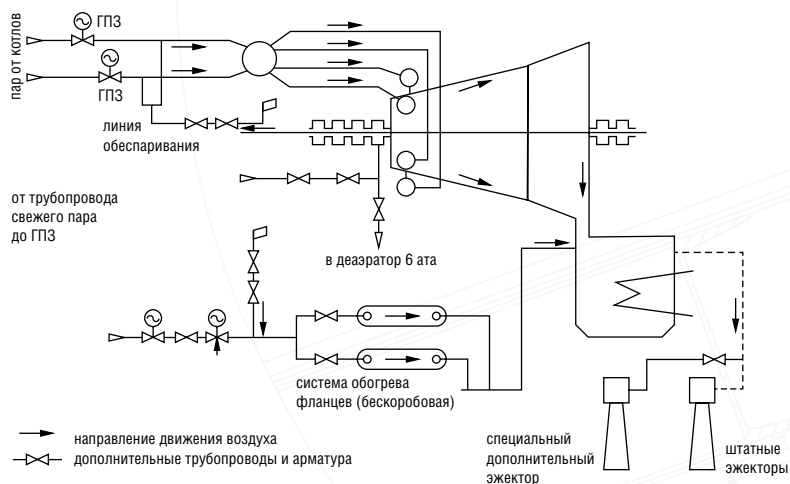 ГПЗ
пар от котлов
ГПЗ
линия
обеспаривания
от трубопровода
свежего пара
до ГПЗ
в деаэратор 6 ата
система обогрева
фланцев (бескоробовая)
направление движения воздуха
дополнительные трубопроводы и арматура
специальный
дополнительный
эжектор
штатные
эжекторы